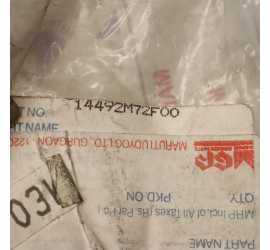 14492M72F00
T NO.
T NAME
MGP
MARUTI UDYOG LTD. GURGAON 1220
MRP Incl.of All Taxes (Rs Per Pc)
QTY
PKD ON
PART NAME